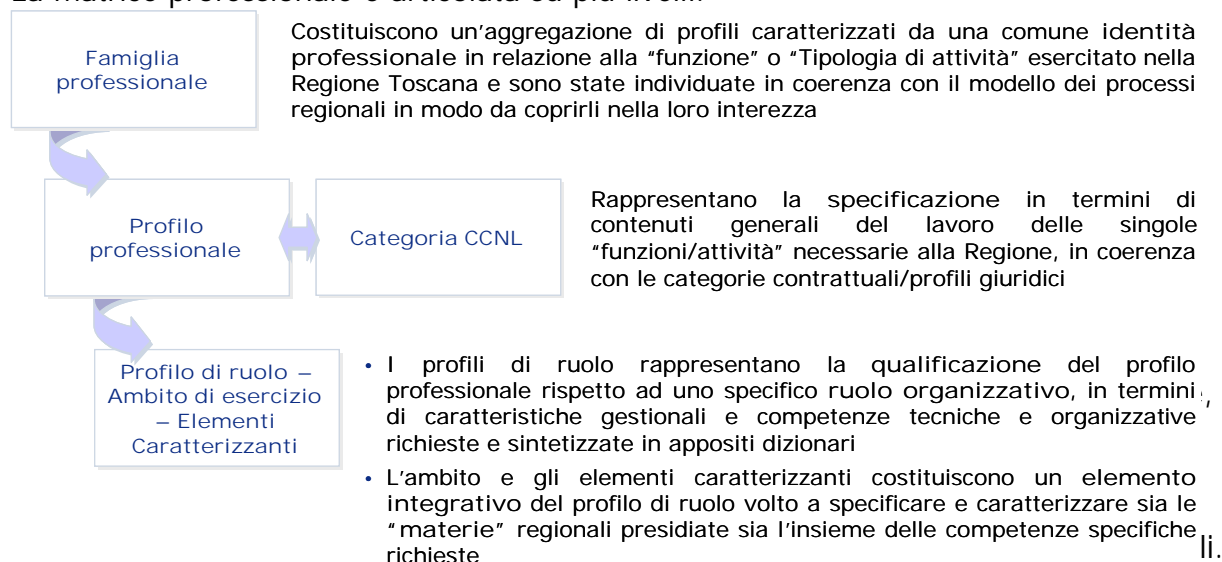 Famiglia
professionale
Costituiscono un'aggregazione di profili caratterizzati da una comune identità
professionale in relazione alla "funzione" o "Tipologia di attività" esercitato nella
Regione Toscana e sono state individuate in coerenza con il modello dei processi
regionali in modo da coprirli nella loro interezza
Profilo
professionale
Categoria CCNL
Rappresentano la specificazione in termini di
contenuti generali del lavoro delle singole
"funzioni/attività" necessarie alla Regione, in coerenza
con le categorie contrattuali/profili giuridici
Profilo di ruolo –
Ambito di esercizio
– Elementi
Caratterizzanti
• I profili di ruolo rappresentano la qualificazione del profilo
professionale rispetto ad uno specifico ruolo organizzativo, in termini
di caratteristiche gestionali e competenze tecniche e organizzative
richieste e sintetizzate in appositi dizionari
• L'ambito e gli elementi caratterizzanti costituiscono un elemento
integrativo del profilo di ruolo volto a specificare e caratterizzare sia le
"materie" regionali presidiate sia l'insieme delle competenze specifiche
richieste
li.